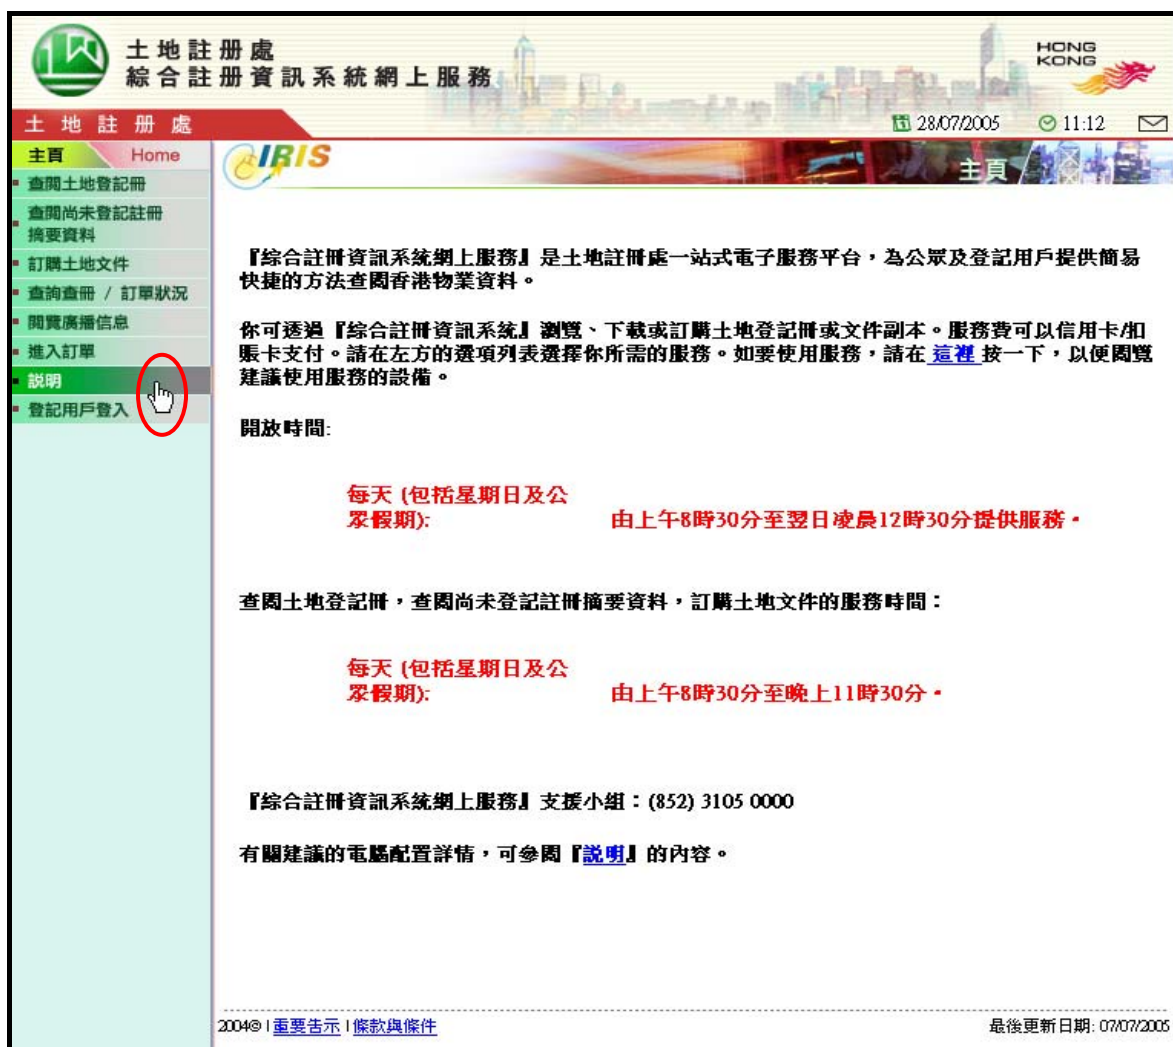 土地註冊處
綜合註冊資訊系統網上服務
HONG
KONG
土地註冊處
28/07/2005
11:12
主頁 Home
IRIS
主頁
查閱土地登記冊
查閱尚未登記註冊
摘要資料
訂購土地文件
查詢查冊 / 訂單狀況
閱覽廣播信息
進入訂單
說明
登記用戶登入
『綜合註冊資訊系統網上服務』是土地註冊處一站式電子服務平台，為公眾及登記用戶提供簡易
快捷的方法查閱香港物業資料。
你可透過『綜合註冊資訊系統』瀏覽、下載或訂購土地登記冊或文件副本。服務費可以信用卡/扣
賬卡支付。請在左方的選項列表選擇你所需的服務。如要使用服務，請在 這裡 按一下，以便閱覽
建議使用服務的設備。
開放時間:
每天 (包括星期日及公
眾假期):
由上午8時30分至翌日凌晨12時30分提供服務。
查閱土地登記冊，查閱尚未登記註冊摘要資料，訂購土地文件的服務時間：
每天 (包括星期日及公
眾假期):
由上午8時30分至晚上11時30分。
『綜合註冊資訊系統網上服務』支援小組：(852) 3105 0000
有關建議的電腦配置詳情，可參閱『說明』的內容。
2004© | 重要告示 | 條款與條件
最後更新日期: 07/07/2005